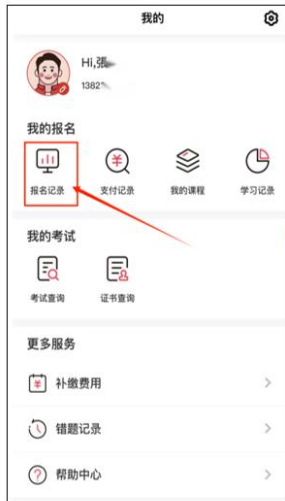 我的
Hi,張
1382
我的报名
报名记录 支付记录 我的课程 学习记录
我的考试
考试查询 证书查询
更多服务
补缴费用
错题记录
帮助中心